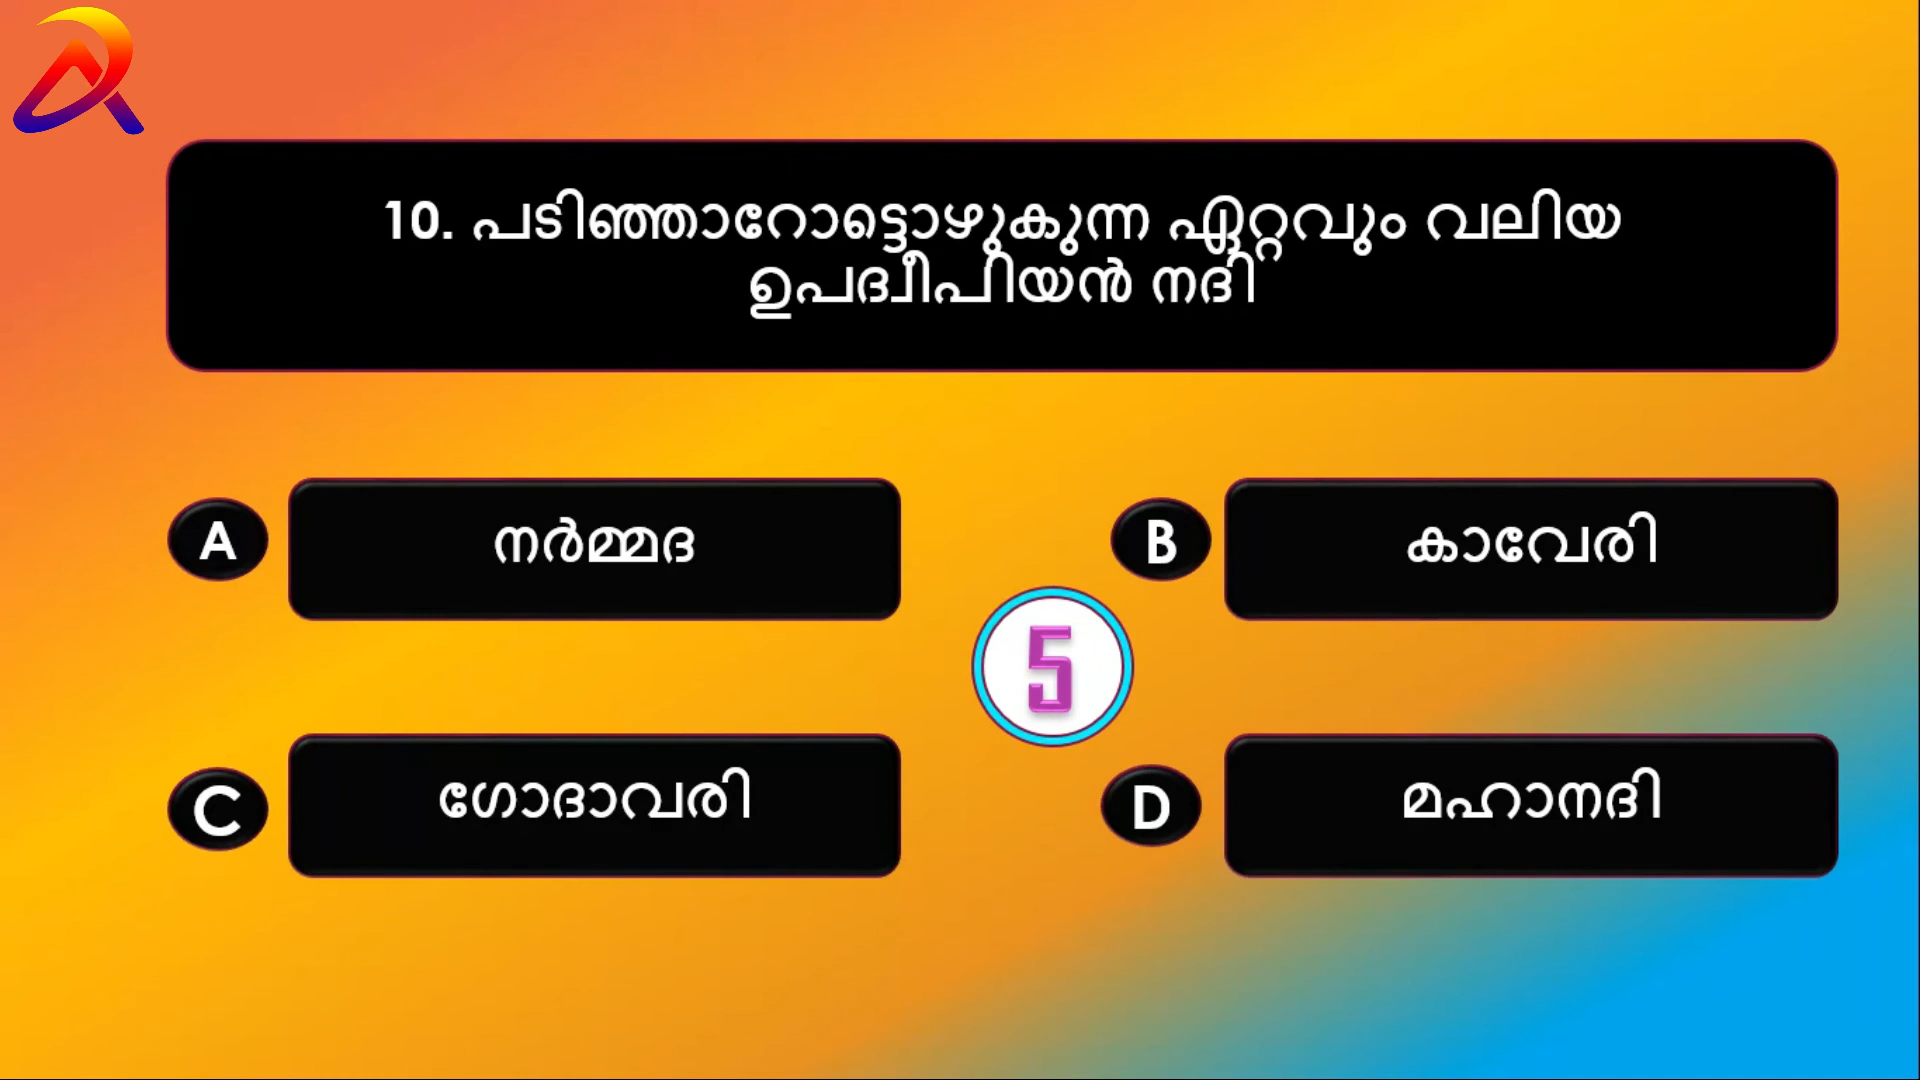 10. പടിഞ്ഞാറോട്ടൊഴുകുന്ന ഏറ്റവും വലിയ
ഉപദ്വീപിയൻ നദി
A നർമ്മദ
B കാവേരി
5
C ഗോദാവരി
D മഹാനദി